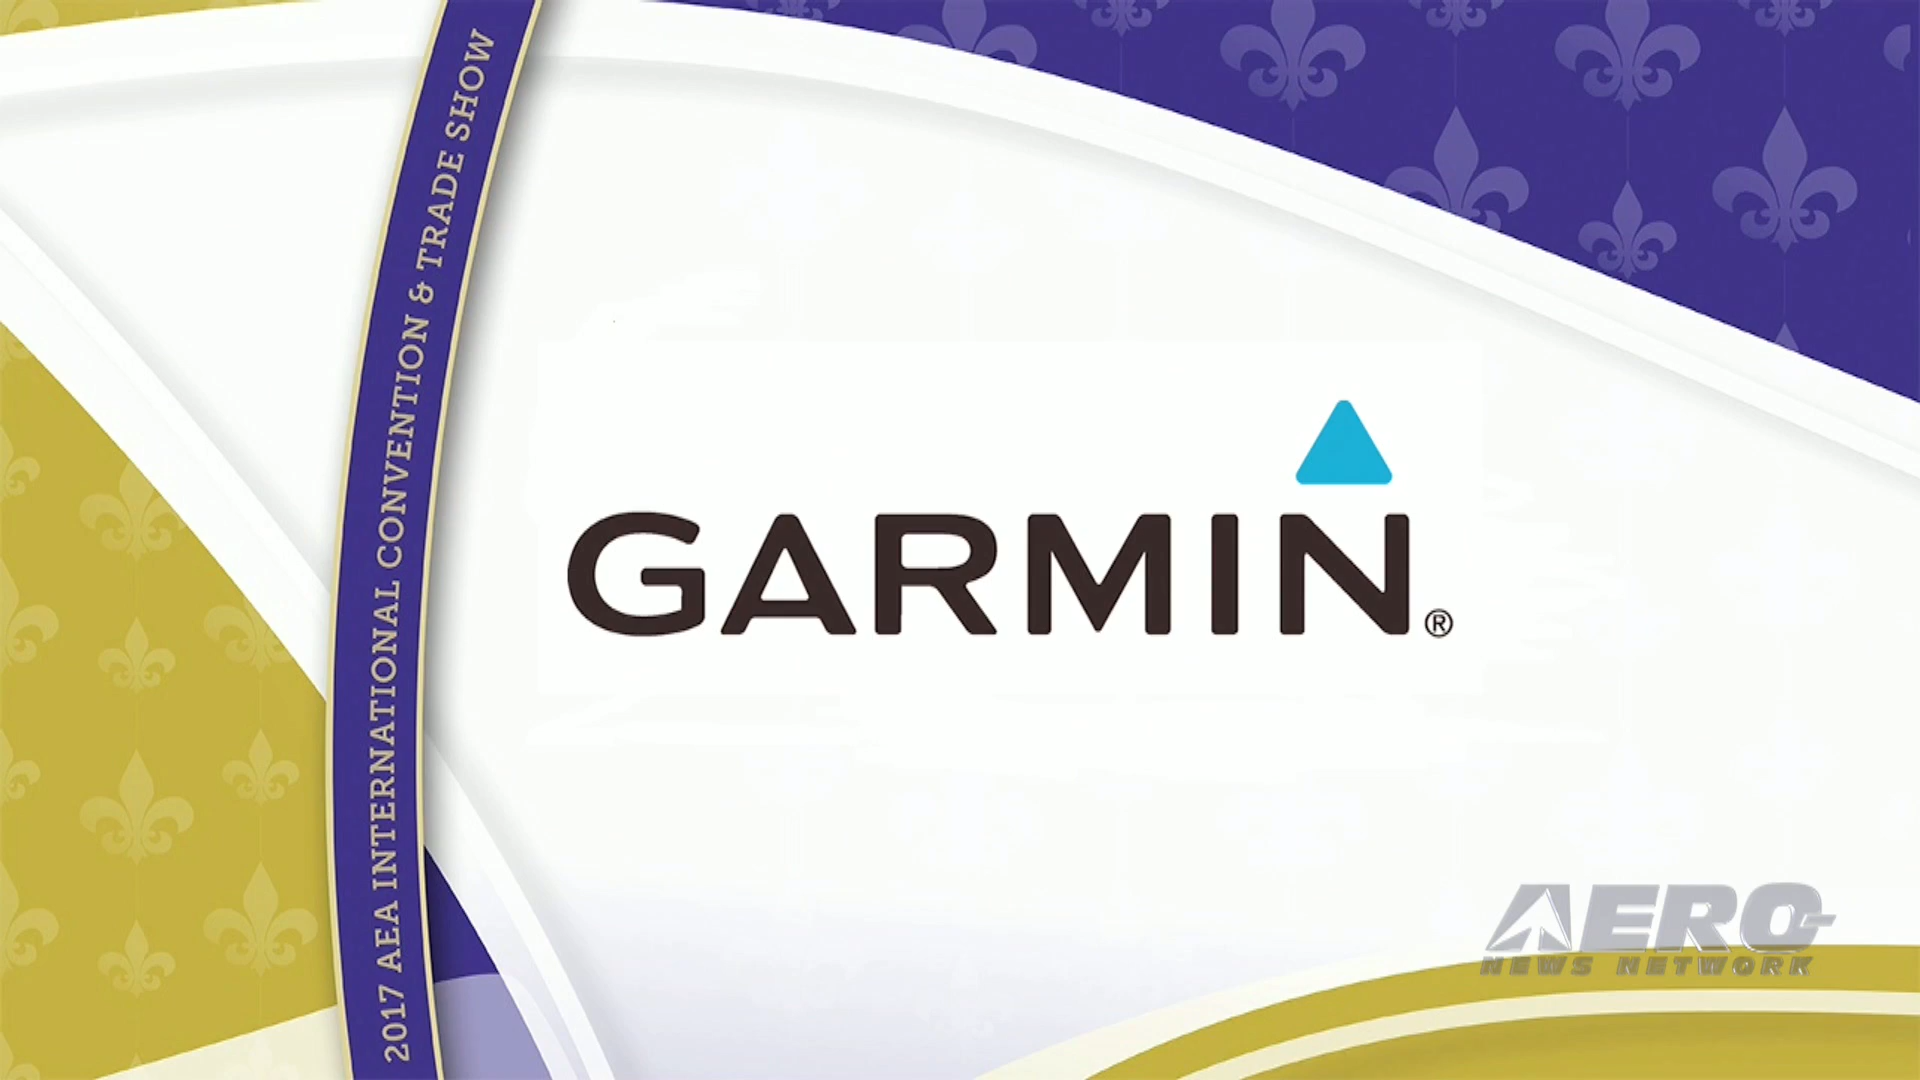 2017 AEA INTERNATIONAL CONVENTION & TRADE SHOW
GARMIN®
AERO-
NEWS NETWORK